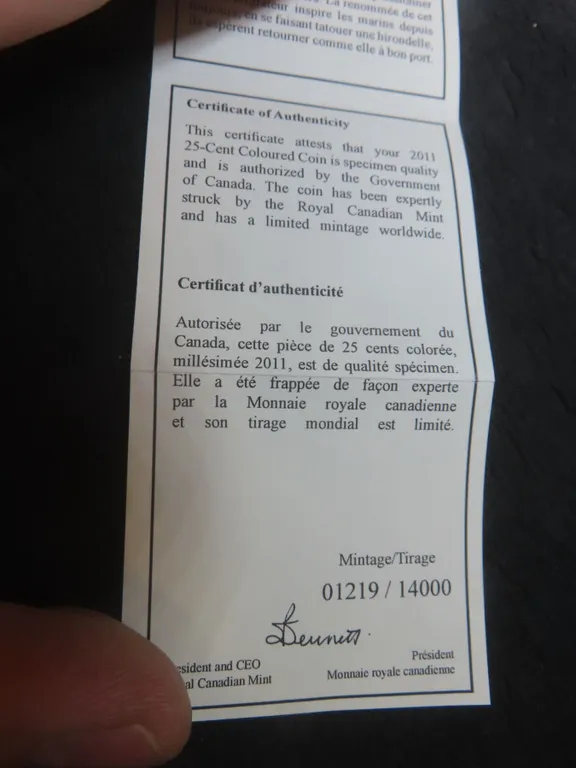 La renommée de cet
inspire les marins depuis
en se faisant tatouer une hirondelle,
ils espèrent retourner comme elle à bon port.
Certificate of Authenticity
This certificate attests that your 2011
25-Cent Coloured Coin is specimen quality
and is authorized by the Government
of Canada. The coin has been expertly
struck by the Royal Canadian Mint
and has a limited mintage worldwide.
Certificat d'authenticité
Autorisée par le gouvernement du
Canada, cette pièce de 25 cents colorée,
millésimée 2011, est de qualité spécimen.
Elle a été frappée de façon experte
par la Monnaie royale canadienne
et son tirage mondial est limité.
Mintage/Tirage
01219 / 14000
Bennett
esident and CEO
al Canadian Mint
Président
Monnaie royale canadienne